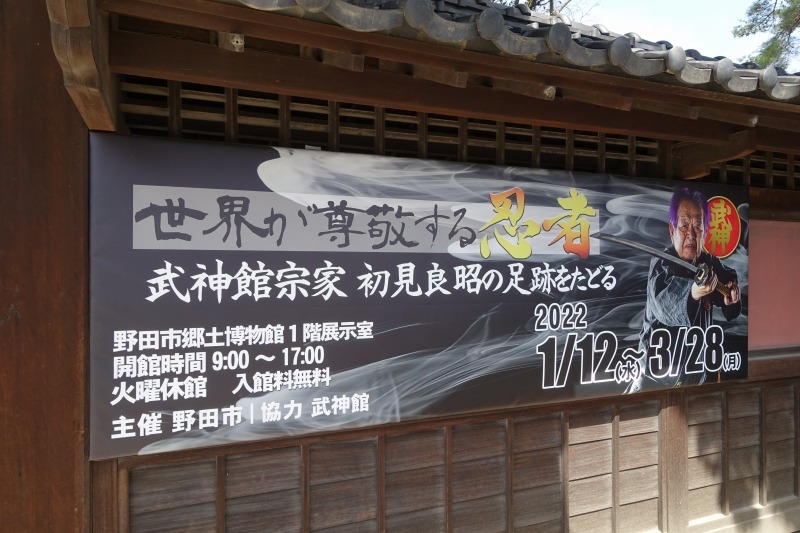 世界が尊敬する忍者
武神館宗家 初見良昭の足跡をたどる
武神
野田市郷土博物館1階展示室
開館時間 9:00～17:00
火曜休館 入館料無料
主催 野田市｜協力 武神館
2022
1/12(水)～3/28(月)